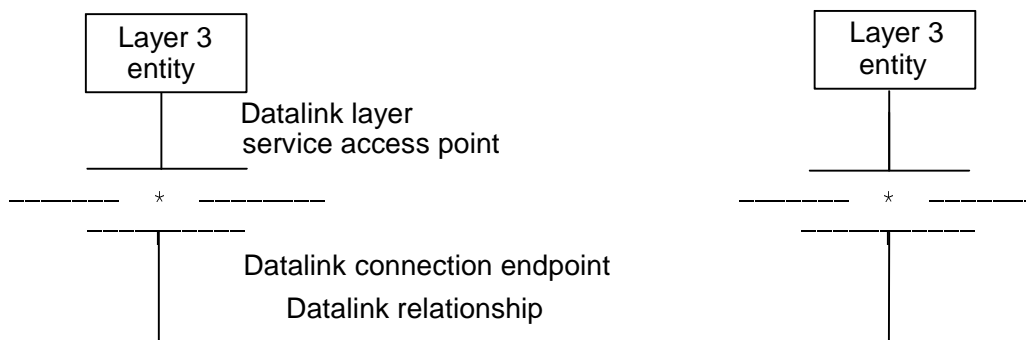 Layer 3
entity
Layer 3
entity
Datalink layer
service access point
*
*
Datalink connection endpoint
Datalink relationship